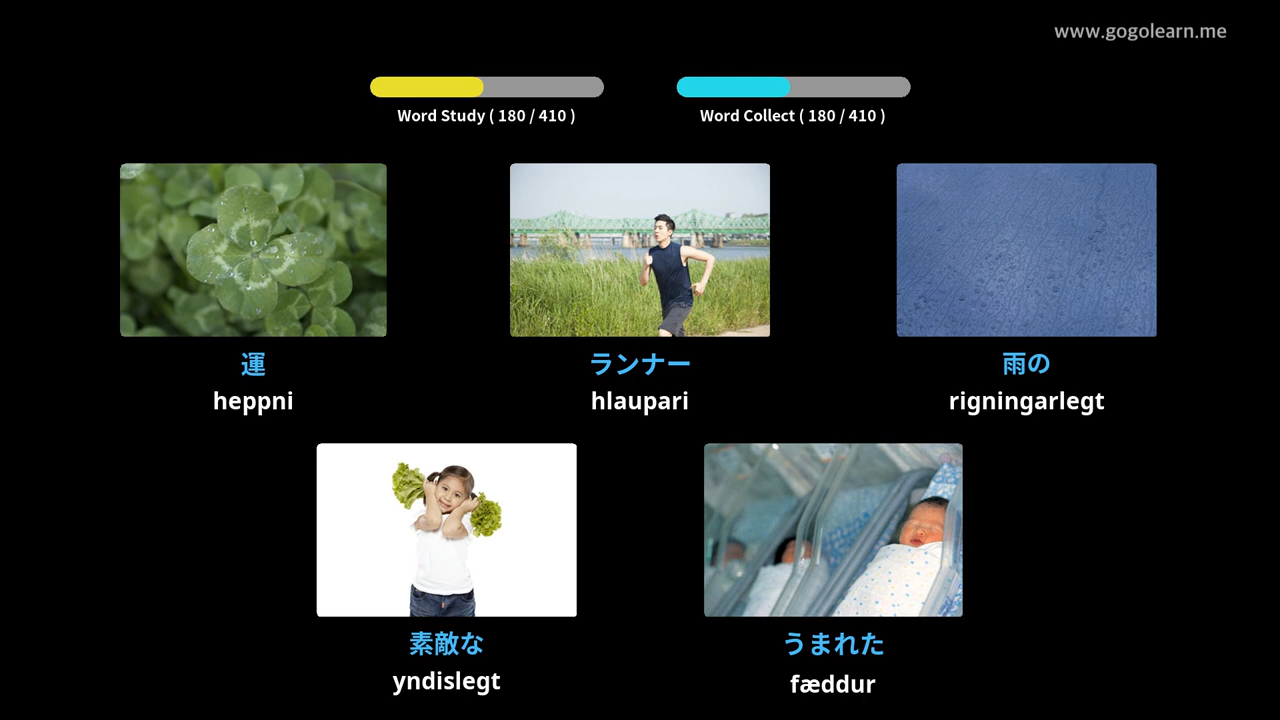 www.gogolearn.me
Word Study ( 180 / 410 )
Word Collect ( 180 / 410 )
運
heppni
ランナー
hlaupari
雨の
rigningarlegt
素敵な
yndislegt
うまれた
fæddur